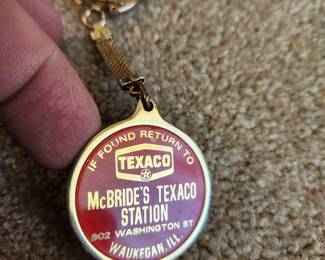 IF FOUND RETURN TO
TEXACO
McBRIDE'S TEXACO
STATION
902 WASHINGTON ST
WAUKEGAN, ILL.